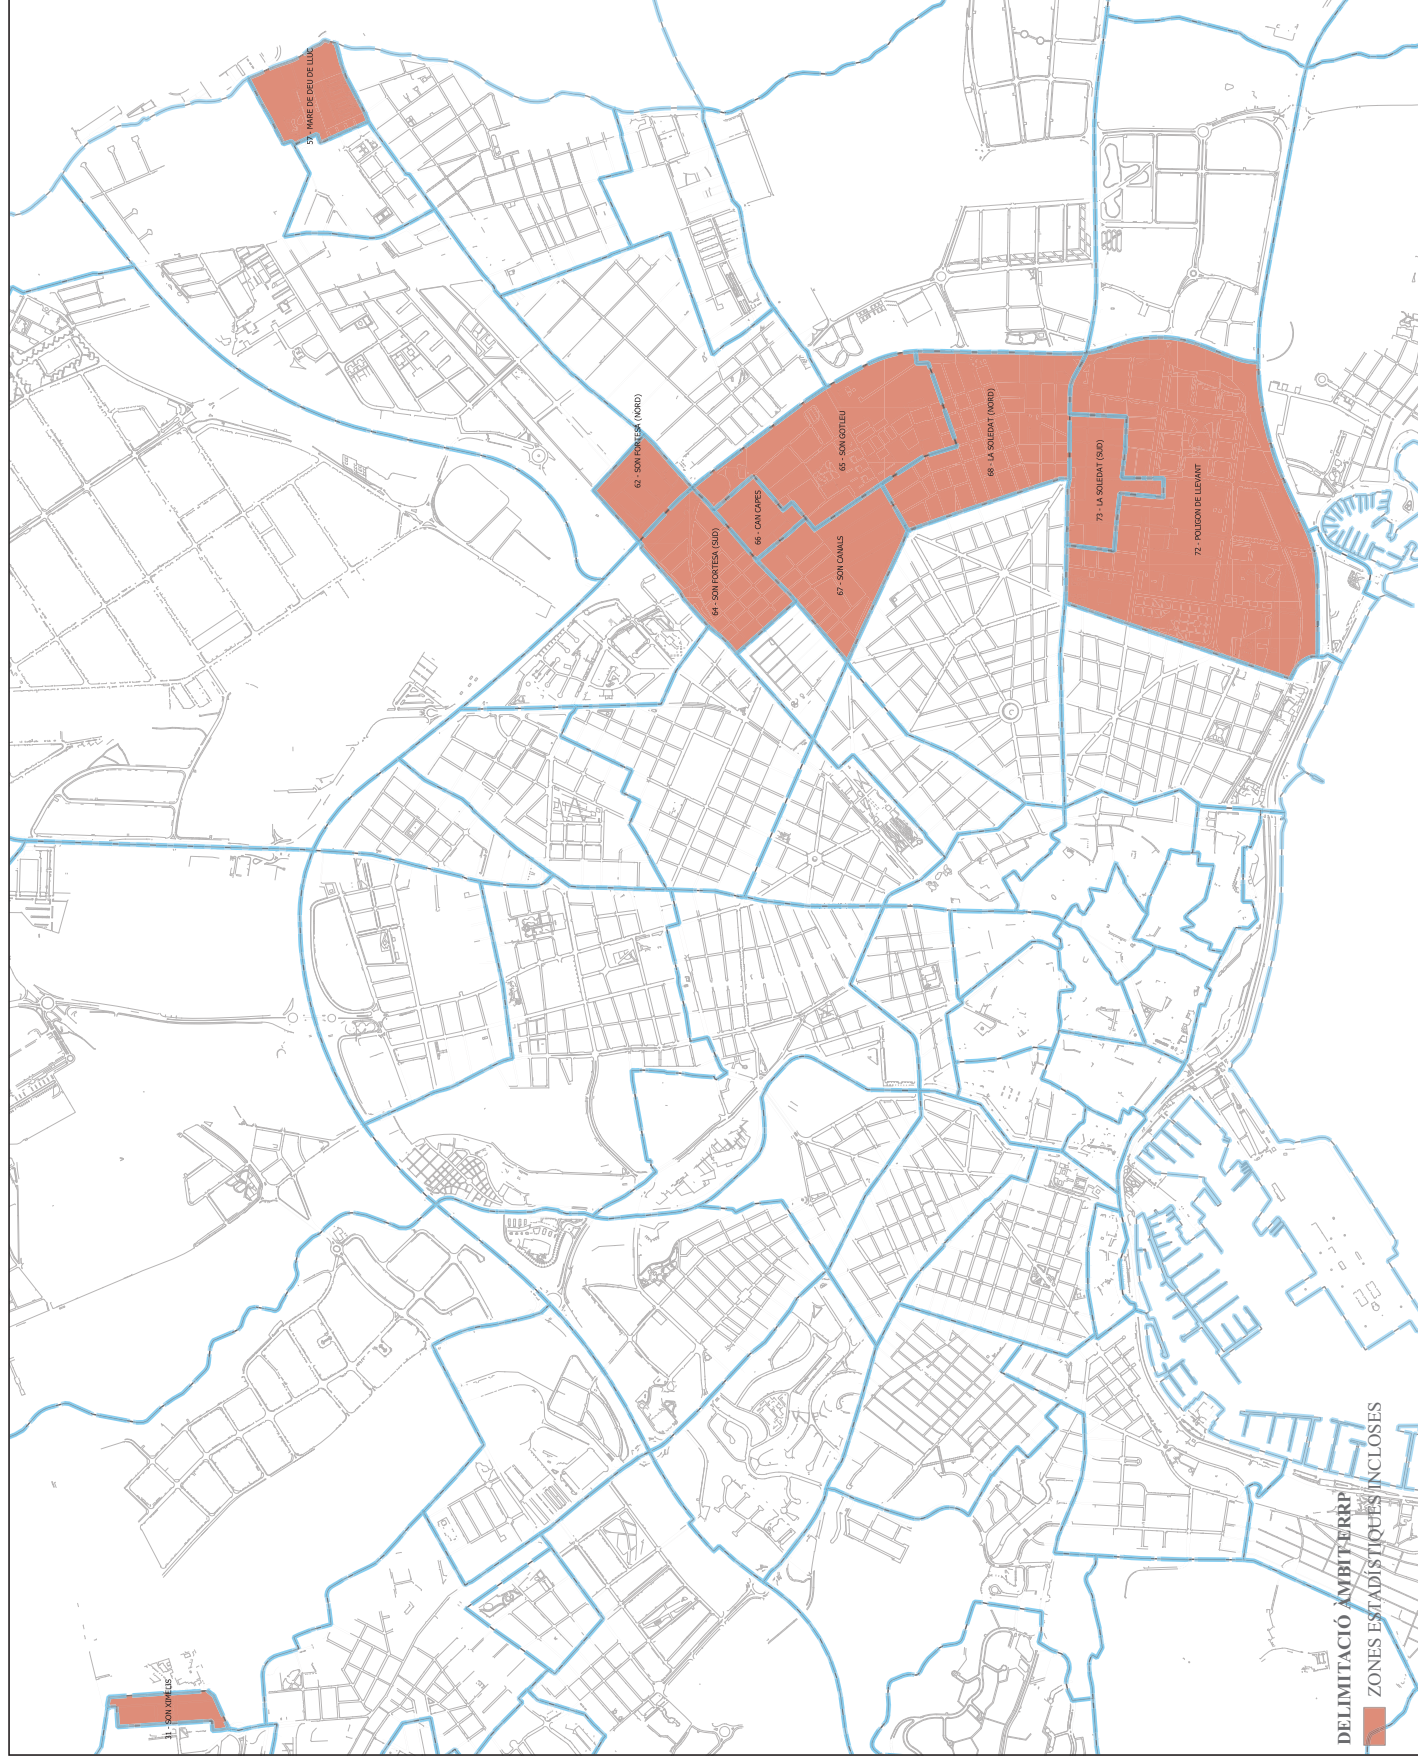 57 - MARE DE DEU DE LLUC
62 - SON FORTESA (NORD)
65 - SON GOTLEU
68 - LA SOLEDAT (NORD)
73 - LA SOLEDAT (SUD)
66 - CAN CAPES
72 - POLIGON DE LLEVANT
64 - SON FORTESA (SUD)
67 - SON CANALS
31 - SON XIMELIS
DELIMITACIÓ ÀMBIT ERRP
ZONES ESTADÍSTIQUES INCLOSES